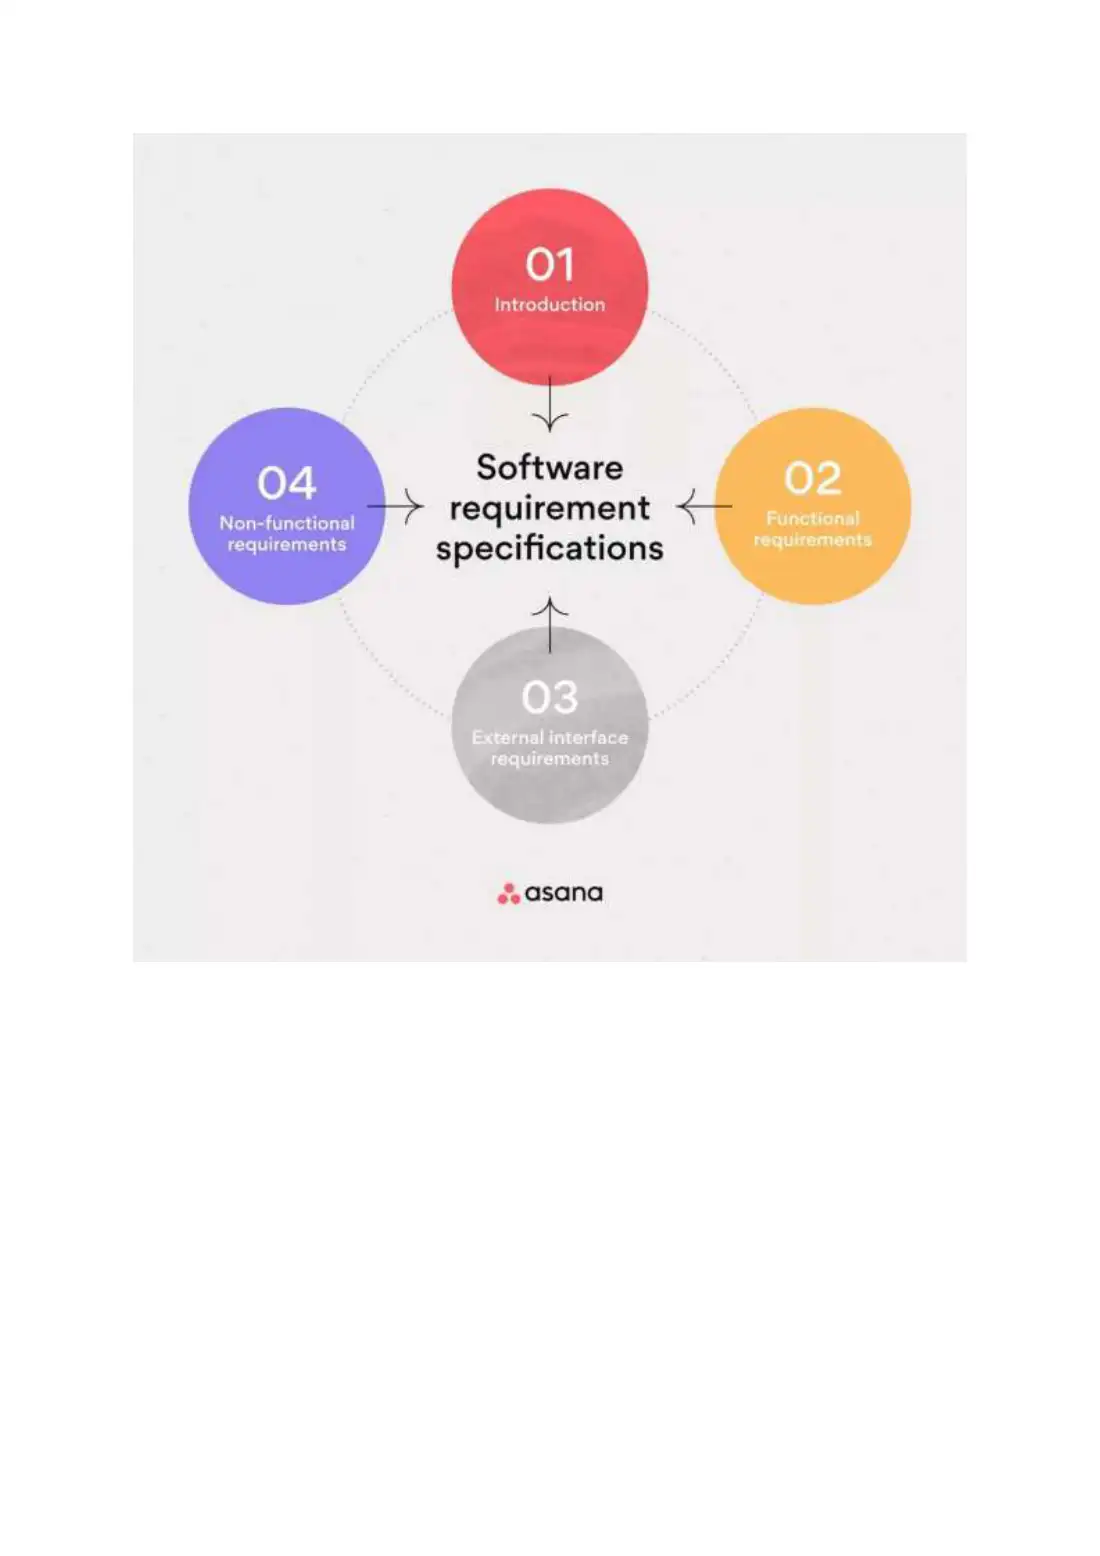 01
Introduction
02
Functional
requirements
03
External interface
requirements
04
Non-functional
requirements
Software
requirement
specifications
asana